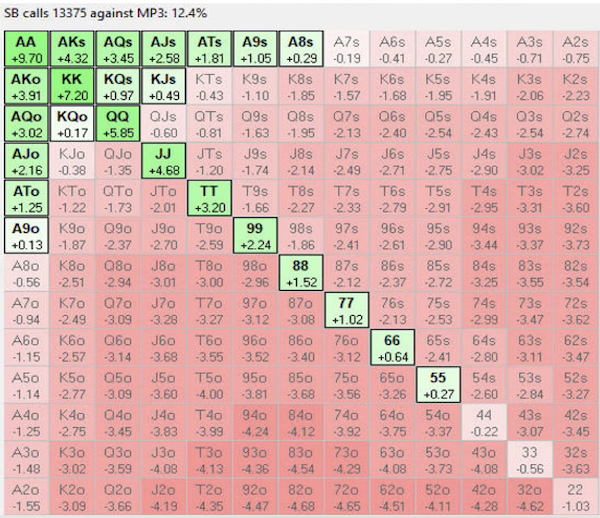 SB calls 13375 against MP3: 12.4%
AA AKs AQs AJs ATs A9s A8s A7s A6s A5s A4s A3s A2s
+9.70 +4.32 +3.45 +2.58 +1.81 +1.05 +0.29 -0.19 -0.41 -0.27 -0.45 -0.71 -0.75
AKo KK KQs KJs KTs K9s K8s K7s K6s K5s K4s K3s K2s
+3.91 +7.20 +0.97 +0.49 -0.43 -1.10 -1.85 -1.57 -1.68 -1.95 -1.91 -2.06 -2.23
AQo KQo QQ QJs QTs Q9s Q8s Q7s Q6s Q5s Q4s Q3s Q2s
+3.02 +0.17 +5.85 -0.60 -0.81 -1.63 -1.95 -2.13 -2.40 -2.54 -2.43 -2.54 -2.74
AJo KJo QJo JJ JTs J9s J8s J7s J6s J5s J4s J3s J2s
+2.16 -0.38 -1.35 +4.68 -1.20 -1.74 -2.14 -2.49 -2.71 -2.75 -2.90 -3.02 -3.25
ATo KTo QTo JTo TT T9s T8s T7s T6s T5s T4s T3s T2s
+1.25 -1.22 -1.73 -2.01 +3.20 -1.66 -2.27 -2.33 -2.79 -2.91 -2.95 -3.31 -3.60
A9o K9o Q9o J9o T9o 99 98s 97s 96s 95s 94s 93s 92s
+0.13 -1.87 -2.37 -2.70 -2.59 +2.24 -1.86 -2.41 -2.61 -2.90 -3.44 -3.37 -3.73
A8o K8o Q8o J8o T8o 98o 88 87s 86s 85s 84s 83s 82s
-0.56 -2.51 -2.94 -3.01 -3.00 -2.96 +1.52 -2.12 -2.37 -2.72 -3.25 -3.55 -3.54
A7o K7o Q7o J7o T7o 97o 87o 77 76s 75s 74s 73s 72s
-0.94 -2.49 -3.09 -3.28 -3.27 -3.12 -3.08 +1.02 -2.13 -2.53 -2.99 -3.47 -3.62
A6o K6o Q6o J6o T6o 96o 86o 76o 66 65s 64s 63s 62s
-1.15 -2.57 -3.14 -3.68 -3.55 -3.52 -3.40 -3.12 +0.64 -2.41 -2.80 -3.11 -3.47
A5o K5o Q5o J5o T5o 95o 85o 75o 65o 55 54s 53s 52s
-1.14 -2.77 -3.09 -3.60 -4.00 -3.81 -3.68 -3.56 -3.26 +0.27 -2.60 -2.84 -3.27
A4o K4o Q4o J4o T4o 94o 84o 74o 64o 54o 44 43s 42s
-1.25 -2.75 -3.45 -3.83 -3.99 -4.24 -4.12 -3.92 -3.75 -3.37 -0.22 -3.07 -3.45
A3o K3o Q3o J3o T3o 93o 83o 73o 63o 53o 43o 33 32s
-1.48 -3.02 -3.59 -4.08 -4.13 -4.36 -4.54 -4.29 -4.08 -3.73 -4.08 -0.56 -3.63
A2o K2o Q2o J2o T2o 92o 82o 72o 62o 52o 42o 32o 22
-1.55 -3.09 -3.66 -4.19 -4.35 -4.47 -4.68 -4.65 -4.51 -4.11 -4.28 -4.62 -1.03